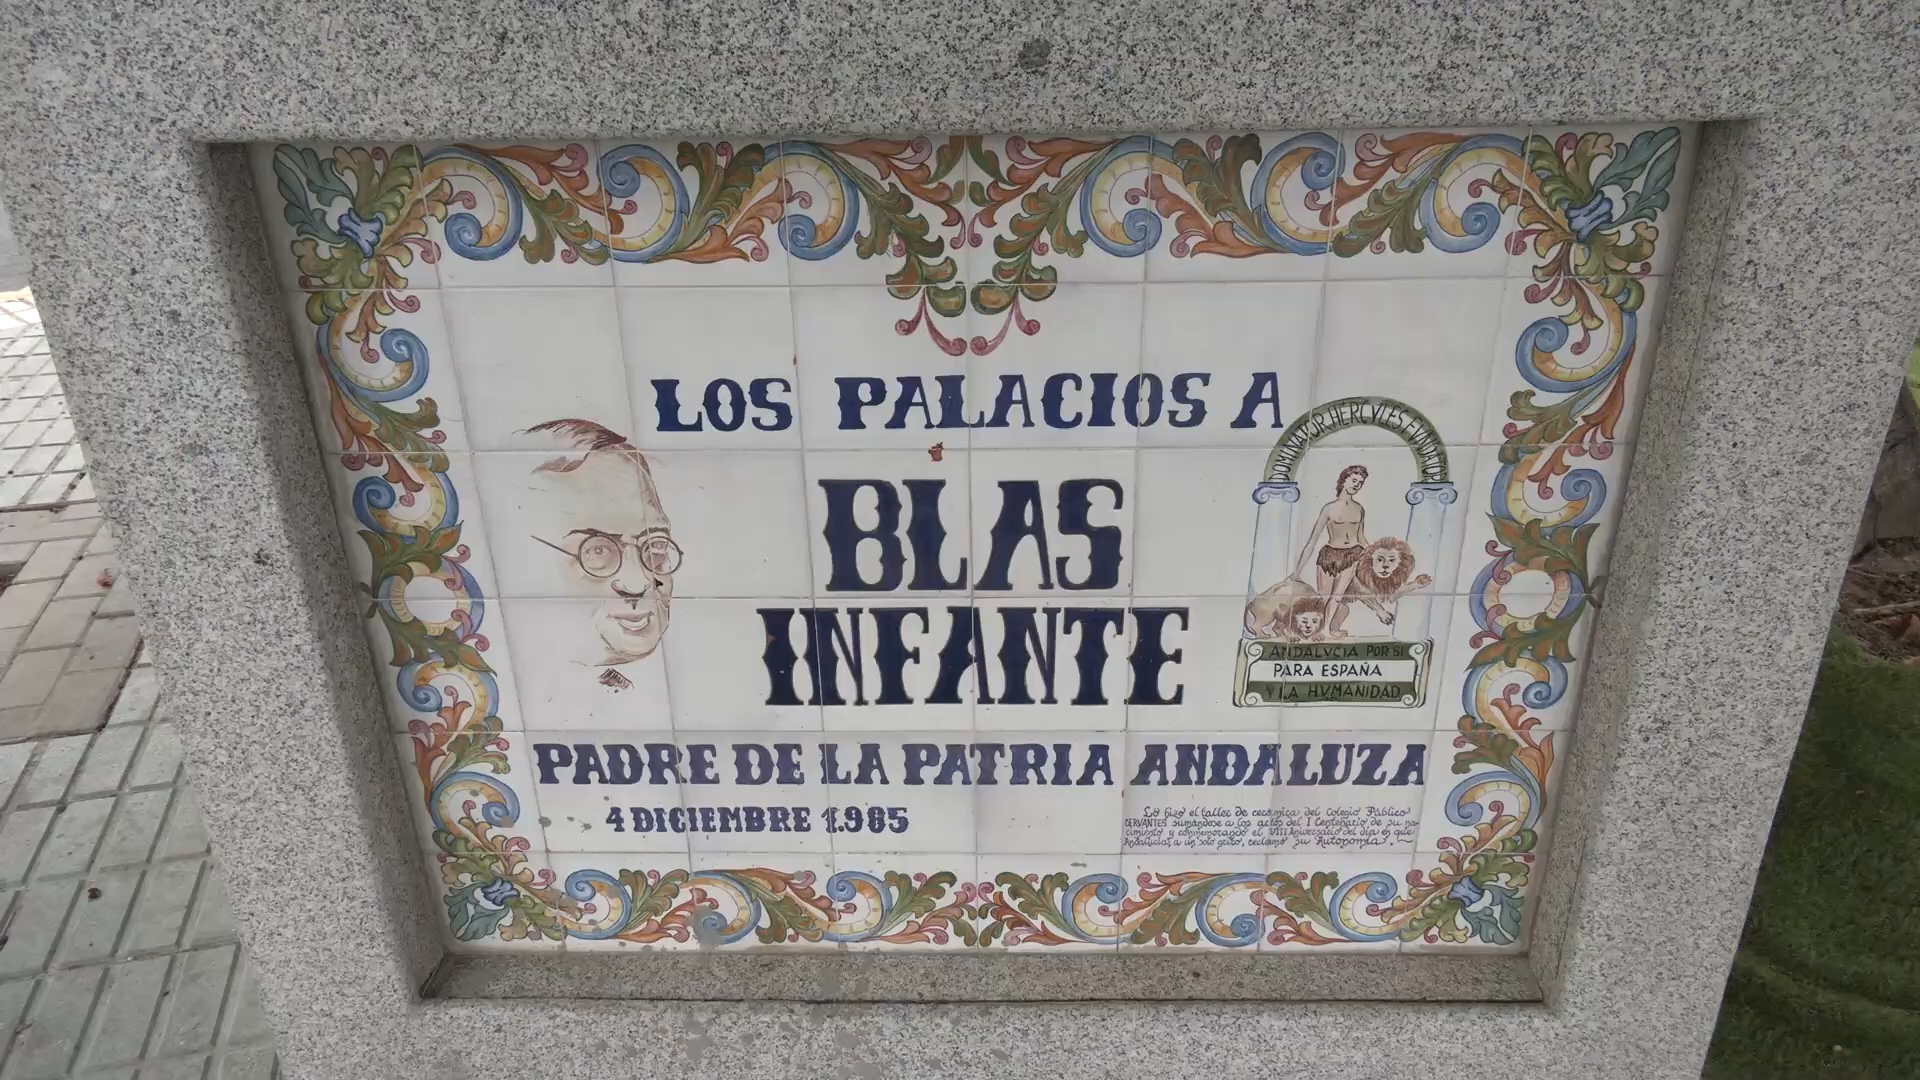 LOS PALACIOS A
BLAS
INFANTE
DOMINATOR HERCVLES FVNDATOR
ANDALVCIA POR SI
PARA ESPAÑA
Y LA HVMANIDAD
PADRE DE LA PATRIA ANDALUZA
4 DICIEMBRE 1.985
Lo hizo el taller de cerámica del Colegio Público
CERVANTES sumándose a los actos del I Centenario de su na-
cimiento y conmemorando el VIII Aniversario del día en que
Andalucía, a un solo grito, reclamó su Autonomía.